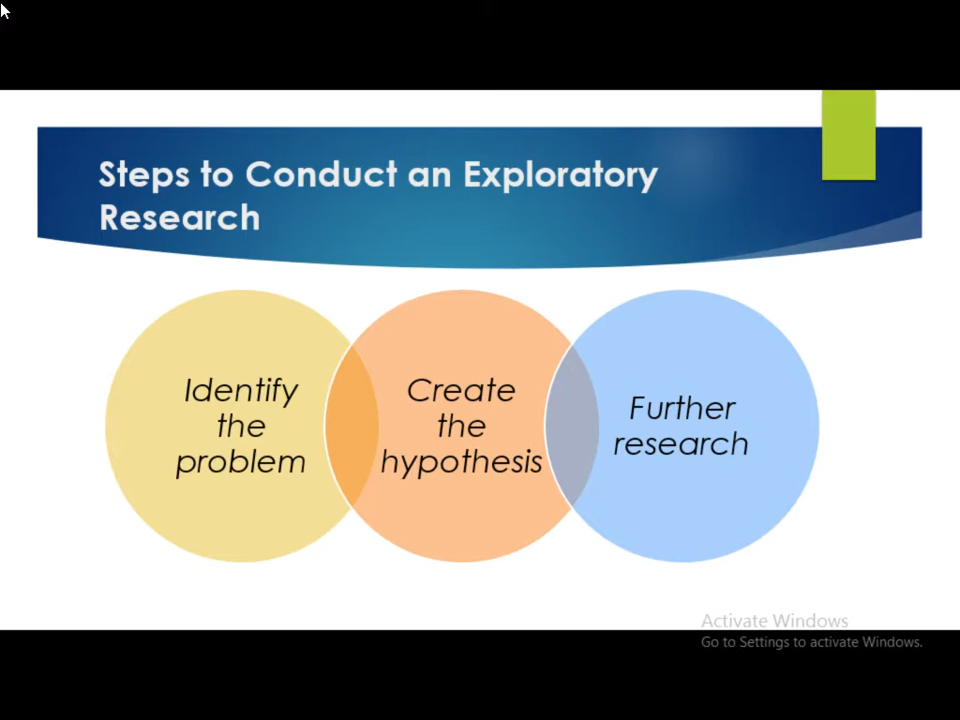 Steps to Conduct an Exploratory
Research
Identify
the
problem
Create
the
hypothesis
Further
research
Activate Windows
Go to Settings to activate Windows.